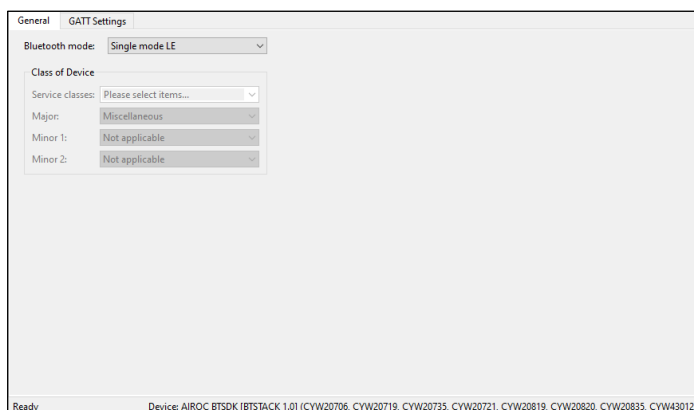 General GATT Settings
Bluetooth mode: Single mode LE
Class of Device
Service classes: Please select items...
Major: Miscellaneous
Minor 1: Not applicable
Minor 2: Not applicable
Ready Device: AIROC BTSDK [BTSTACK 1.0] (CYW20706, CYW20719, CYW20735, CYW20721, CYW20819, CYW20820, CYW20835, CYW43012